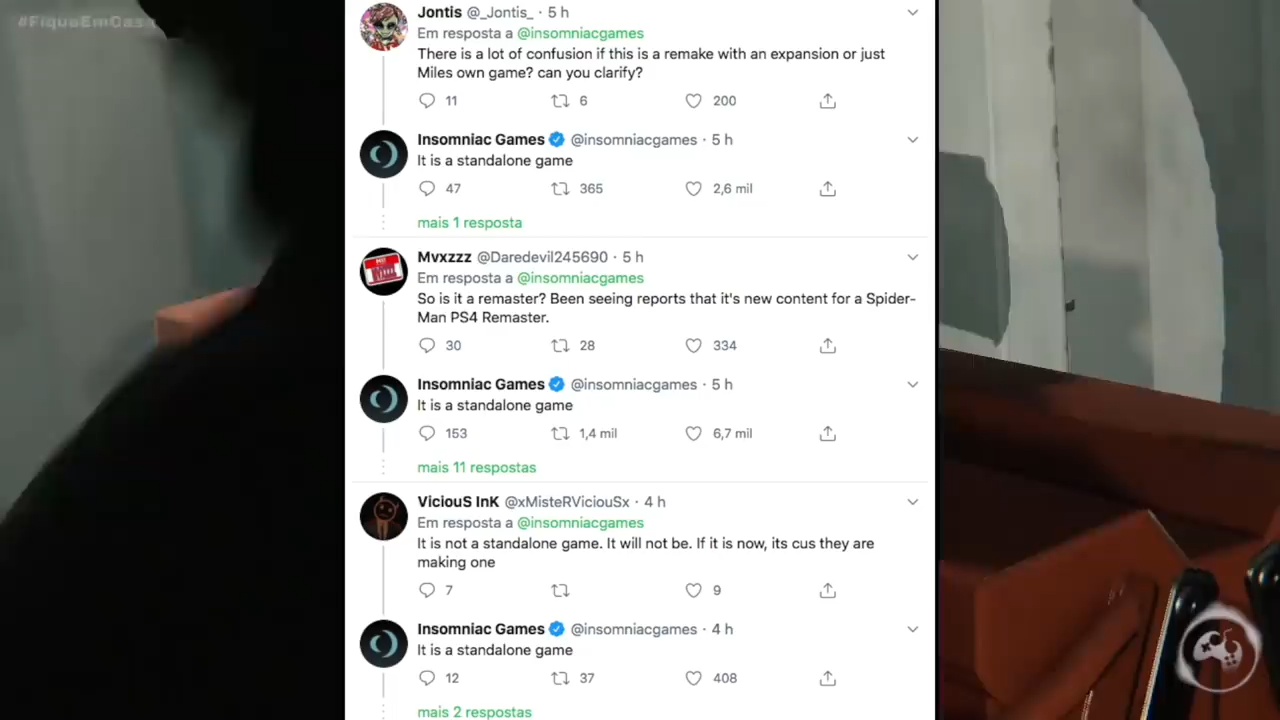 #FiqueEmCasa
Jontis @_Jontis_ · 5 h
Em resposta a @insomniacgames
There is a lot of confusion if this is a remake with an expansion or just
Miles own game? can you clarify?
11 6 200
Insomniac Games @insomniacgames · 5 h
It is a standalone game
47 365 2,6 mil
mais 1 resposta
Mvxzzz @Daredevil245690 · 5 h
Em resposta a @insomniacgames
So is it a remaster? Been seeing reports that it's new content for a Spider-
Man PS4 Remaster.
30 28 334
Insomniac Games @insomniacgames · 5 h
It is a standalone game
153 1,4 mil 6,7 mil
mais 11 respostas
ViciouS InK @xMisteRViciouSx · 4 h
Em resposta a @insomniacgames
It is not a standalone game. It will not be. If it is now, its cus they are
making one
7 9
Insomniac Games @insomniacgames · 4 h
It is a standalone game
12 37 408
mais 2 respostas